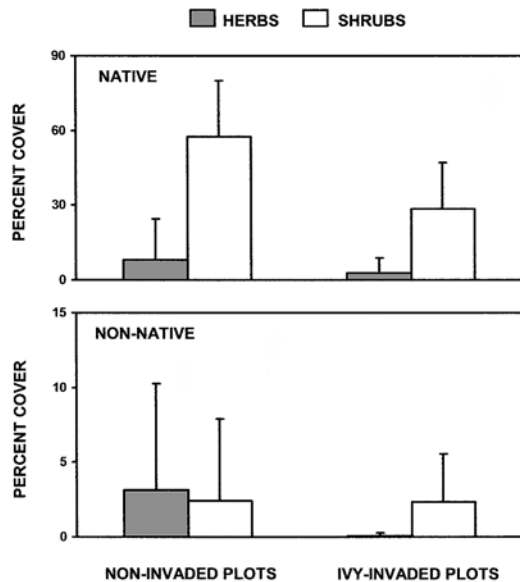 HERBS SHRUBS
NATIVE
90
60
30
0
PERCENT COVER
NON-NATIVE
15
10
5
0
PERCENT COVER
NON-INVADED PLOTS IVY-INVADED PLOTS